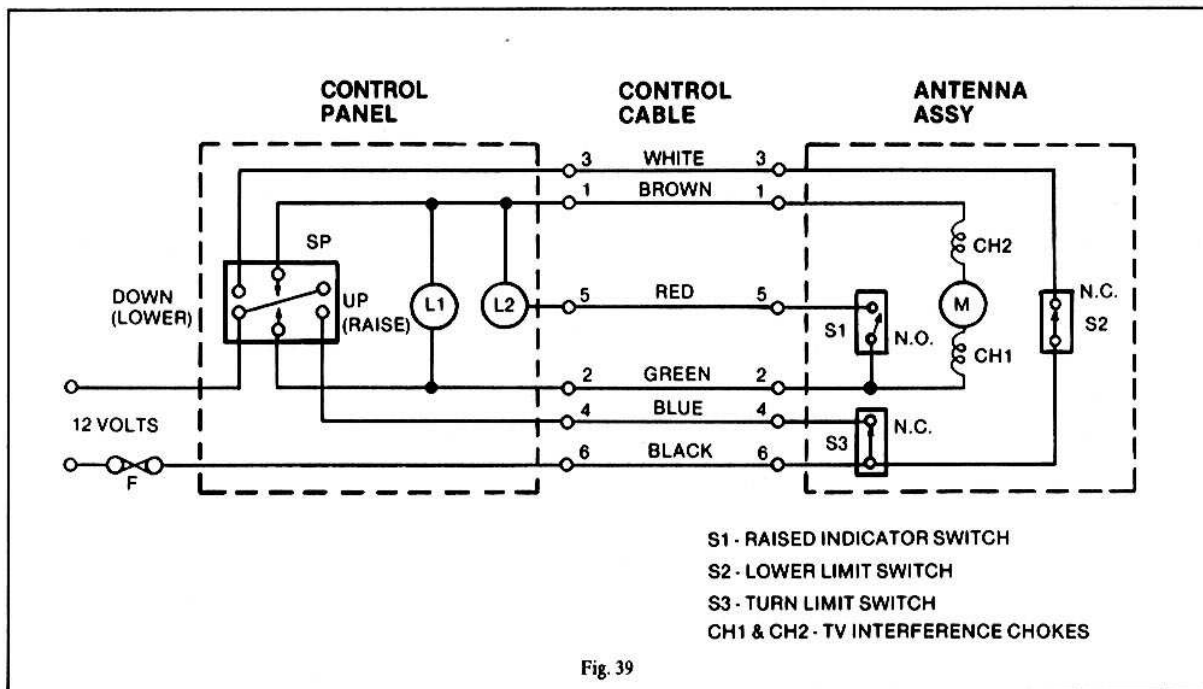 CONTROL
PANEL
CONTROL
CABLE
ANTENNA
ASSY
3 WHITE 3
1 BROWN 1
SP
CH2
DOWN
(LOWER)
UP
(RAISE)
L1
L2
5 RED 5
M
N.C.
S2
S1
N.O.
CH1
2 GREEN 2
12 VOLTS
4 BLUE 4
N.C.
S3
6 BLACK 6
F
S1 - RAISED INDICATOR SWITCH
S2 - LOWER LIMIT SWITCH
S3 - TURN LIMIT SWITCH
CH1 & CH2 - TV INTERFERENCE CHOKES
Fig. 39